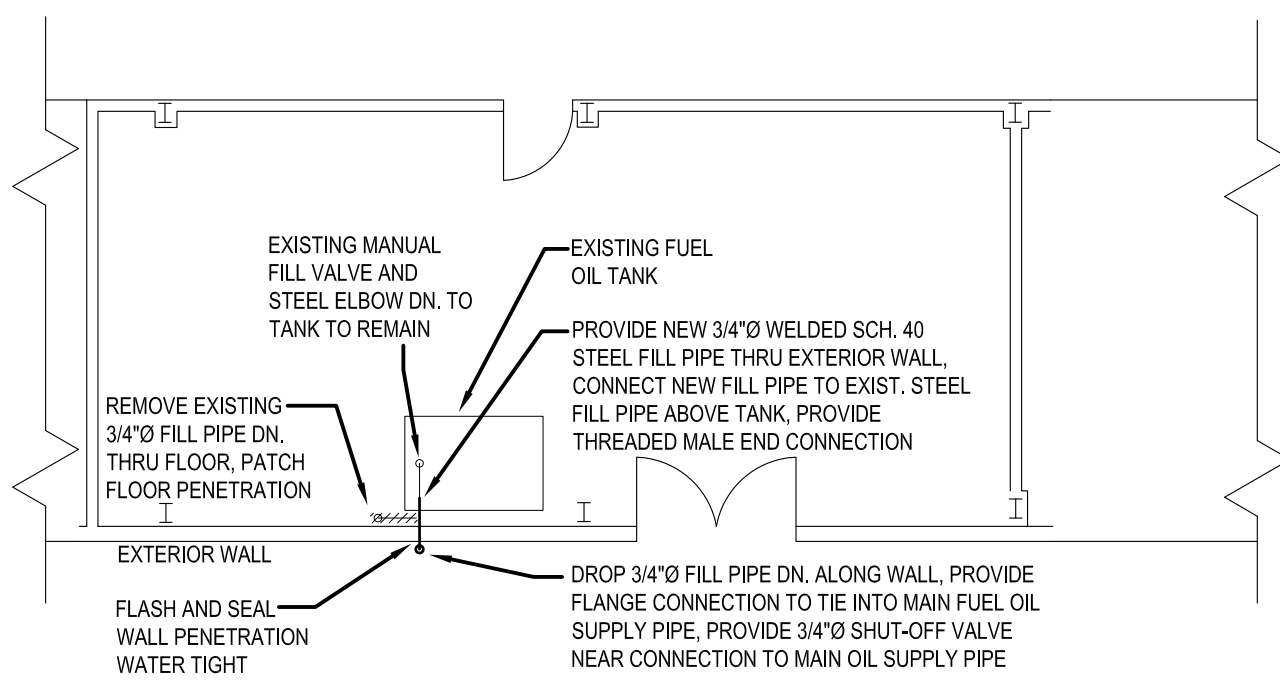 EXISTING MANUAL
FILL VALVE AND
STEEL ELBOW DN. TO
TANK TO REMAIN
EXISTING FUEL
OIL TANK
PROVIDE NEW 3/4"Ø WELDED SCH. 40
STEEL FILL PIPE THRU EXTERIOR WALL,
CONNECT NEW FILL PIPE TO EXIST. STEEL
FILL PIPE ABOVE TANK, PROVIDE
THREADED MALE END CONNECTION
REMOVE EXISTING
3/4"Ø FILL PIPE DN.
THRU FLOOR, PATCH
FLOOR PENETRATION
EXTERIOR WALL
FLASH AND SEAL
WALL PENETRATION
WATER TIGHT
DROP 3/4"Ø FILL PIPE DN. ALONG WALL, PROVIDE
FLANGE CONNECTION TO TIE INTO MAIN FUEL OIL
SUPPLY PIPE, PROVIDE 3/4"Ø SHUT-OFF VALVE
NEAR CONNECTION TO MAIN OIL SUPPLY PIPE